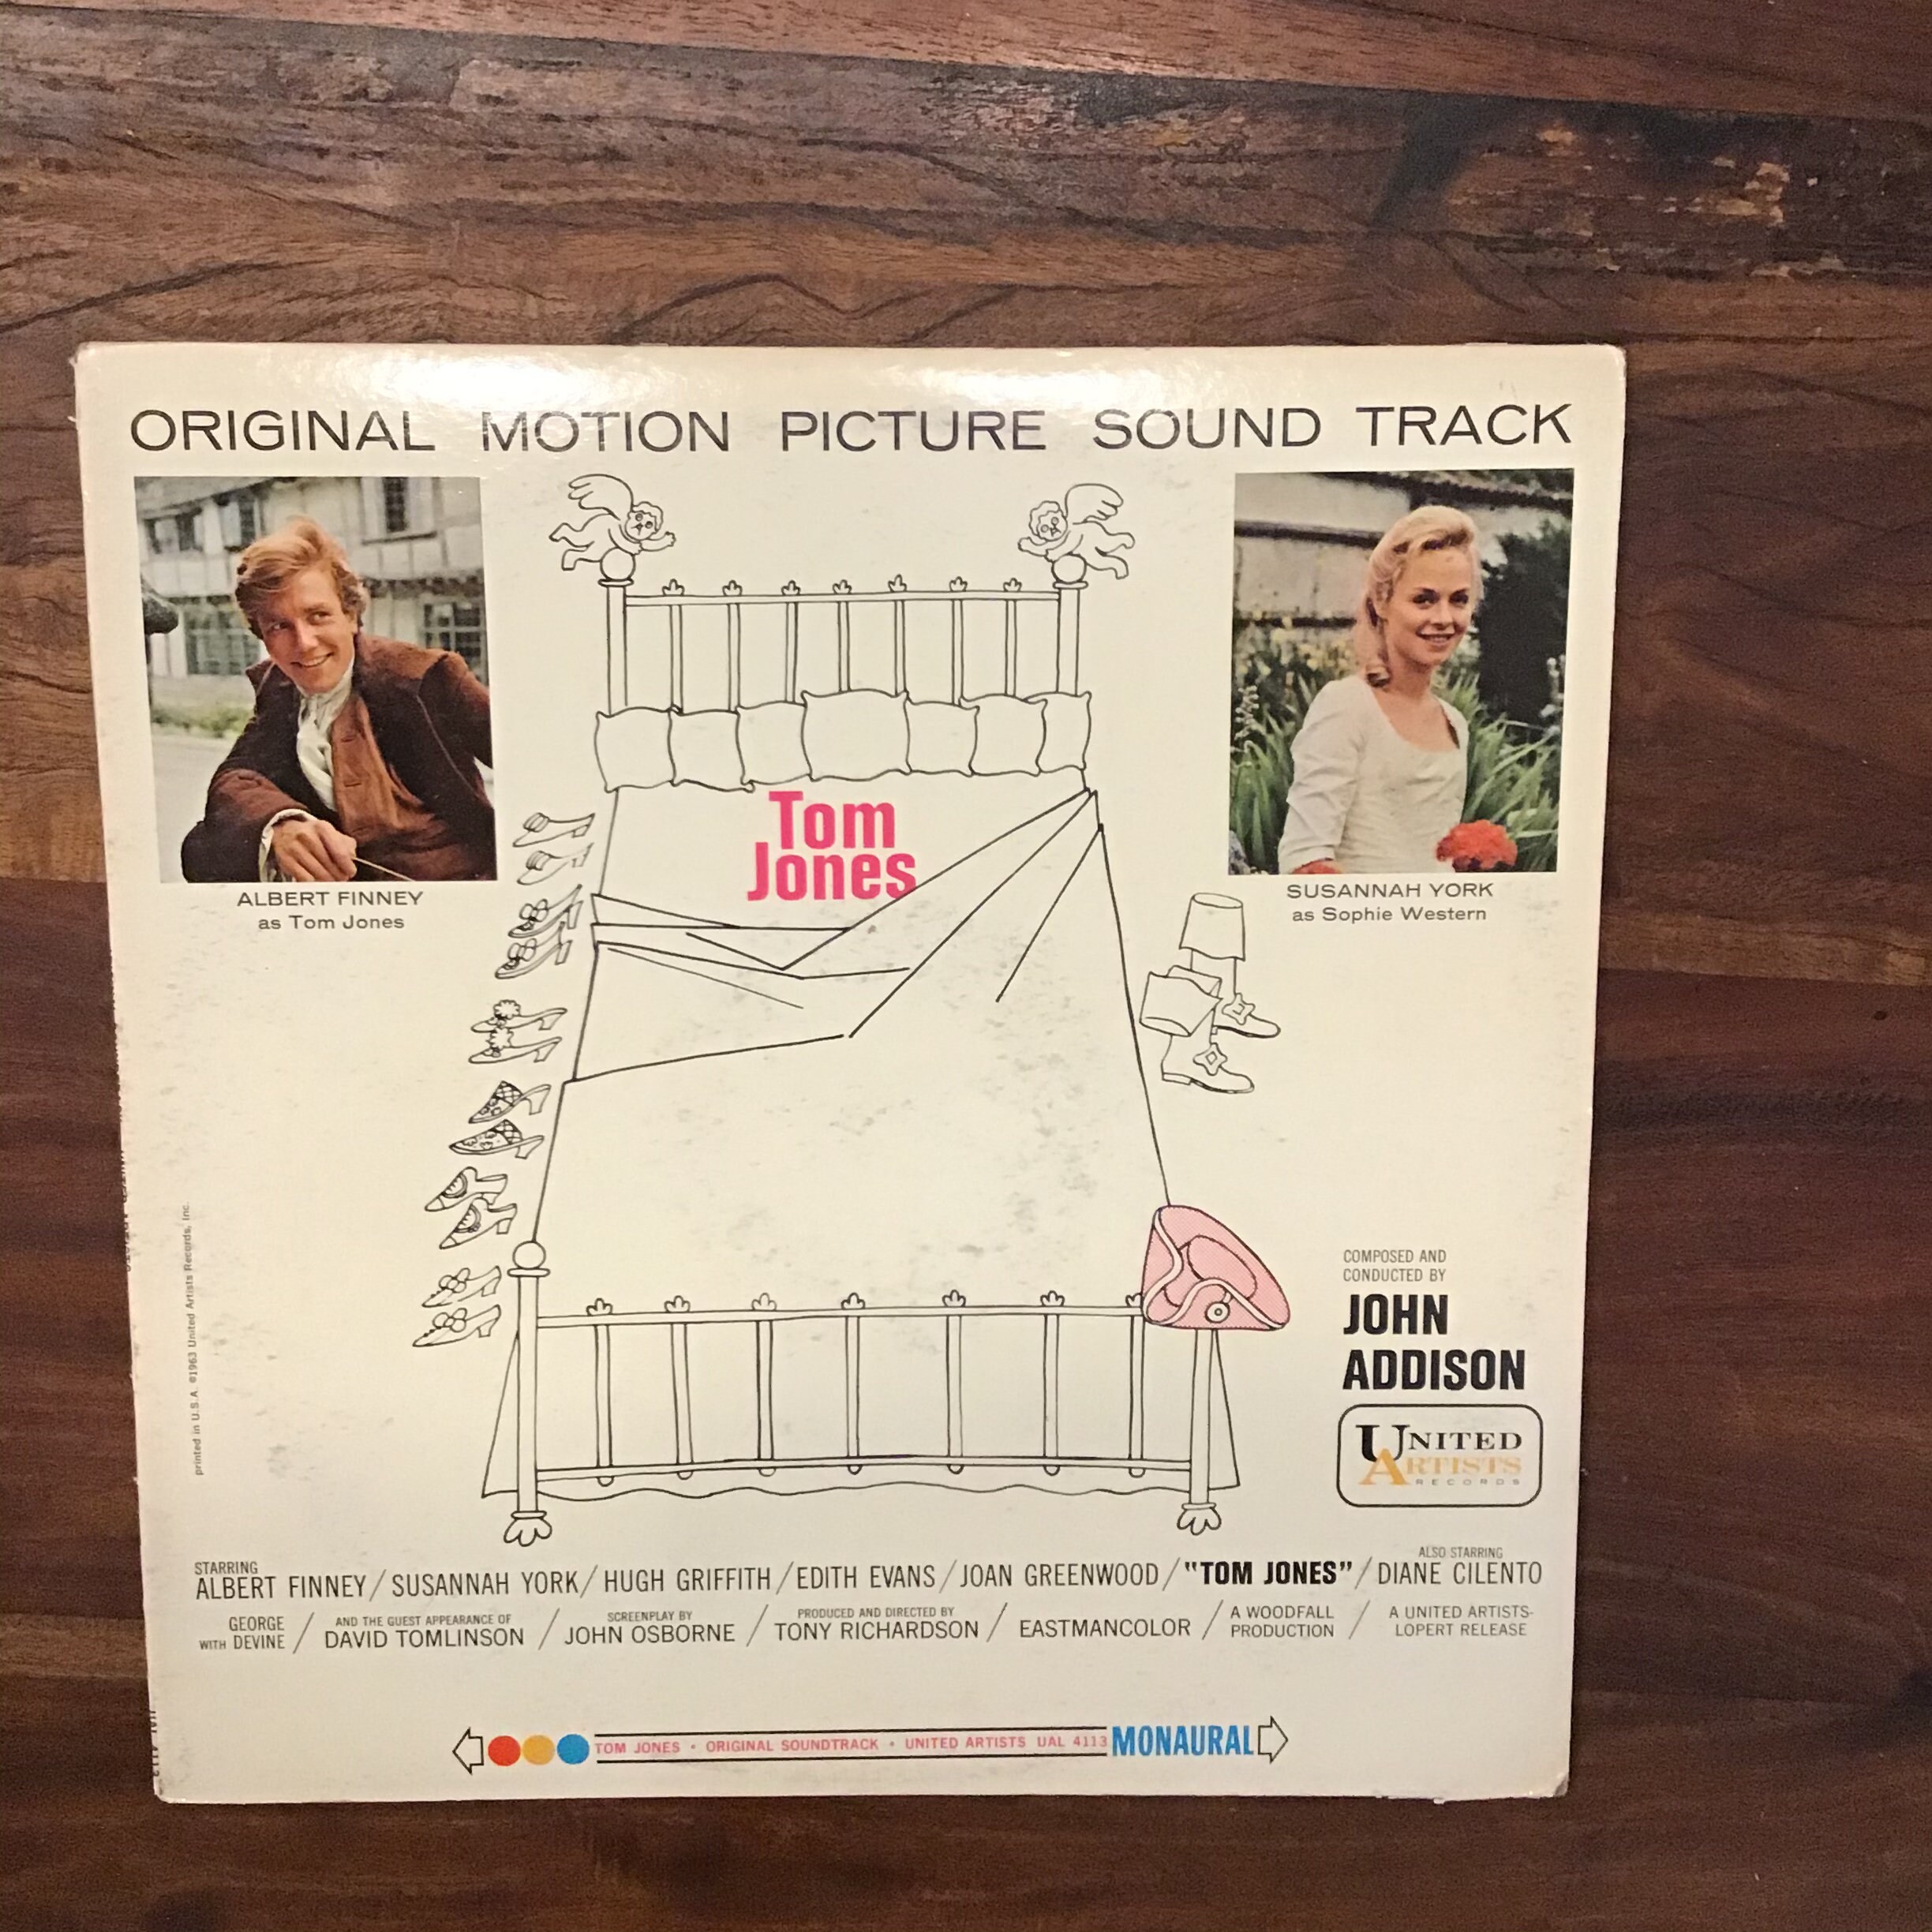 ORIGINAL MOTION PICTURE SOUND TRACK
Tom
Jones
ALBERT FINNEY
as Tom Jones
SUSANNAH YORK
as Sophie Western
printed in U.S.A. ©1963 United Artists Records, Inc.
COMPOSED AND
CONDUCTED BY
JOHN
ADDISON
UNITED
ARTISTS
RECORDS
STARRING
ALBERT FINNEY / SUSANNAH YORK / HUGH GRIFFITH / EDITH EVANS / JOAN GREENWOOD / "TOM JONES" / ALSO STARRING DIANE CILENTO
WITH GEORGE DEVINE / AND THE GUEST APPEARANCE OF DAVID TOMLINSON / SCREENPLAY BY JOHN OSBORNE / PRODUCED AND DIRECTED BY TONY RICHARDSON / EASTMANCOLOR / A WOODFALL PRODUCTION / A UNITED ARTISTS-LOPERT RELEASE
TOM JONES • ORIGINAL SOUNDTRACK • UNITED ARTISTS UAL 4113 MONAURAL